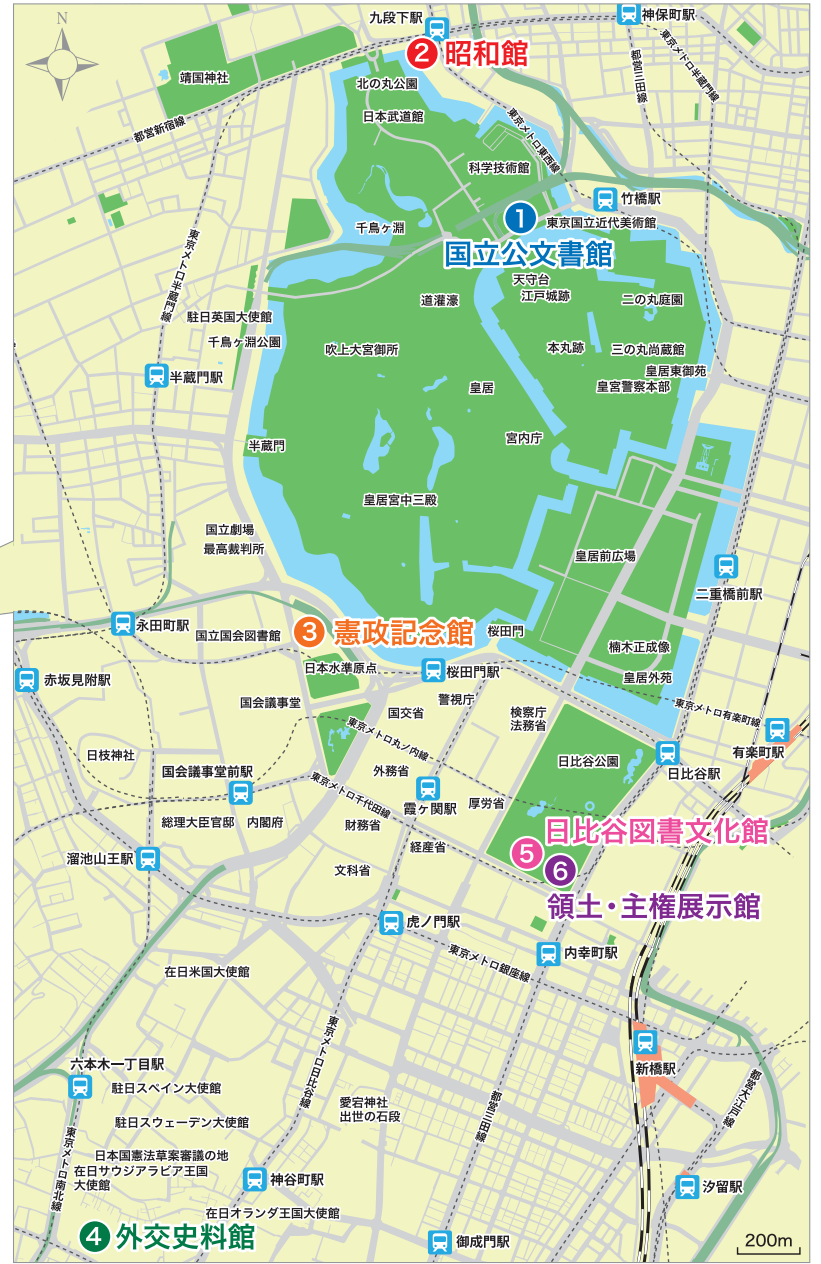 N
九段下駅
神保町駅
❷ 昭和館
靖国神社
北の丸公園
都営三田線
東京メトロ半蔵門線
日本武道館
都営新宿線
東京メトロ東西線
科学技術館
竹橋駅
千鳥ヶ淵
❶
東京国立近代美術館
国立公文書館
東京メトロ半蔵門線
天守台
江戸城跡
道灌濠
二の丸庭園
駐日英国大使館
千鳥ヶ淵公園
吹上大宮御所
本丸跡
三の丸尚蔵館
皇居東御苑
半蔵門駅
皇居
皇宮警察本部
半蔵門
宮内庁
皇居宮中三殿
国立劇場
最高裁判所
皇居前広場
二重橋前駅
永田町駅
国立国会図書館
❸ 憲政記念館
桜田門
楠木正成像
日本水準原点
桜田門駅
皇居外苑
赤坂見附駅
国会議事堂
国交省
警視庁
検察庁
法務省
東京メトロ有楽町線
東京メトロ丸ノ内線
有楽町駅
日枝神社
日比谷公園
日比谷駅
国会議事堂前駅
外務省
東京メトロ千代田線
霞ヶ関駅
厚労省
総理大臣官邸
内閣府
財務省
日比谷図書文化館
溜池山王駅
経産省
❺
❻
文科省
領土・主権展示館
虎ノ門駅
東京メトロ銀座線
内幸町駅
在日米国大使館
東京メトロ日比谷線
新橋駅
六本木一丁目駅
駐日スペイン大使館
都営大江戸線
愛宕神社
出世の石段
都営三田線
駐日スウェーデン大使館
東京メトロ南北線
日本国憲法草案審議の地
在日サウジアラビア王国
大使館
神谷町駅
汐留駅
在日オランダ王国大使館
❹ 外交史料館
御成門駅
200m